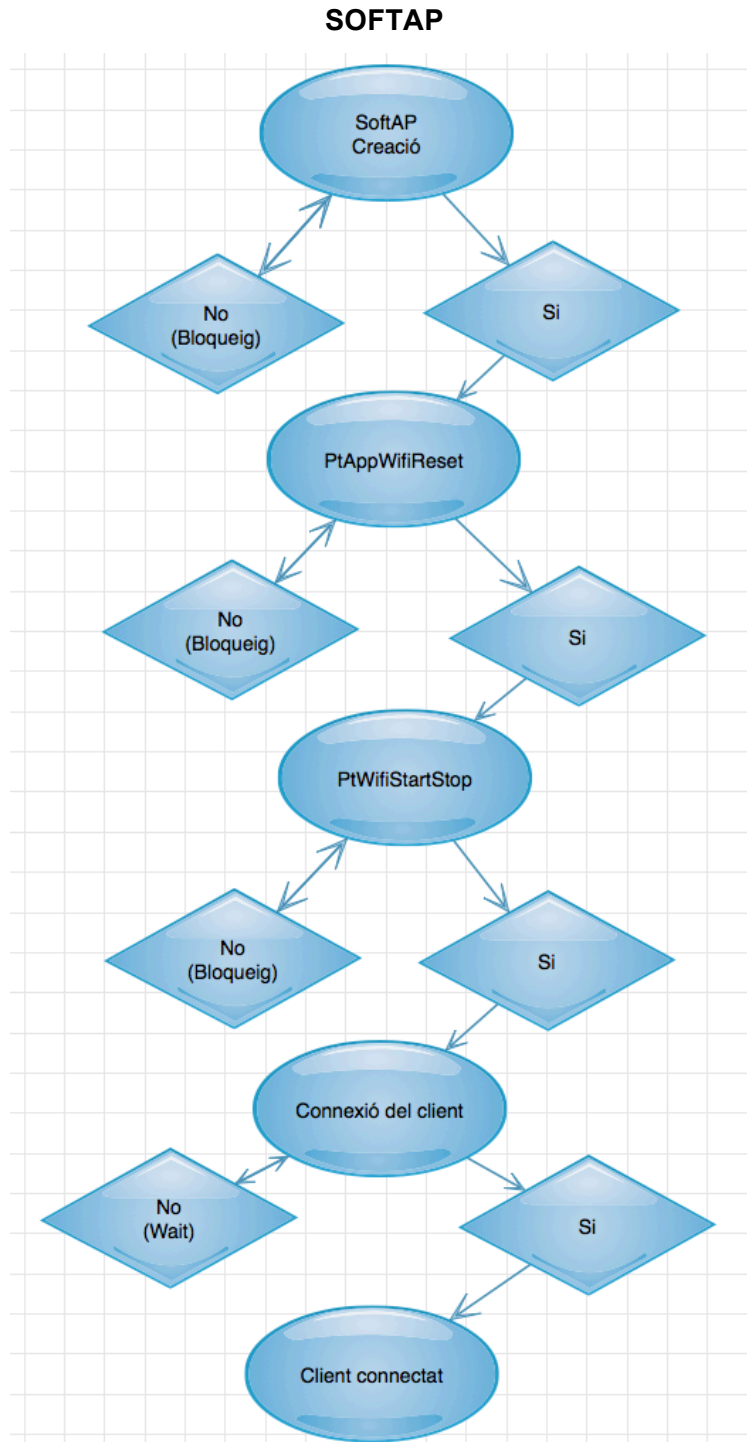 SOFTAP
SoftAP
Creació
No
(Bloqueig)
Si
PtAppWifiReset
No
(Bloqueig)
Si
PtWifiStartStop
No
(Bloqueig)
Si
Connexió del client
No
(Wait)
Si
Client connectat